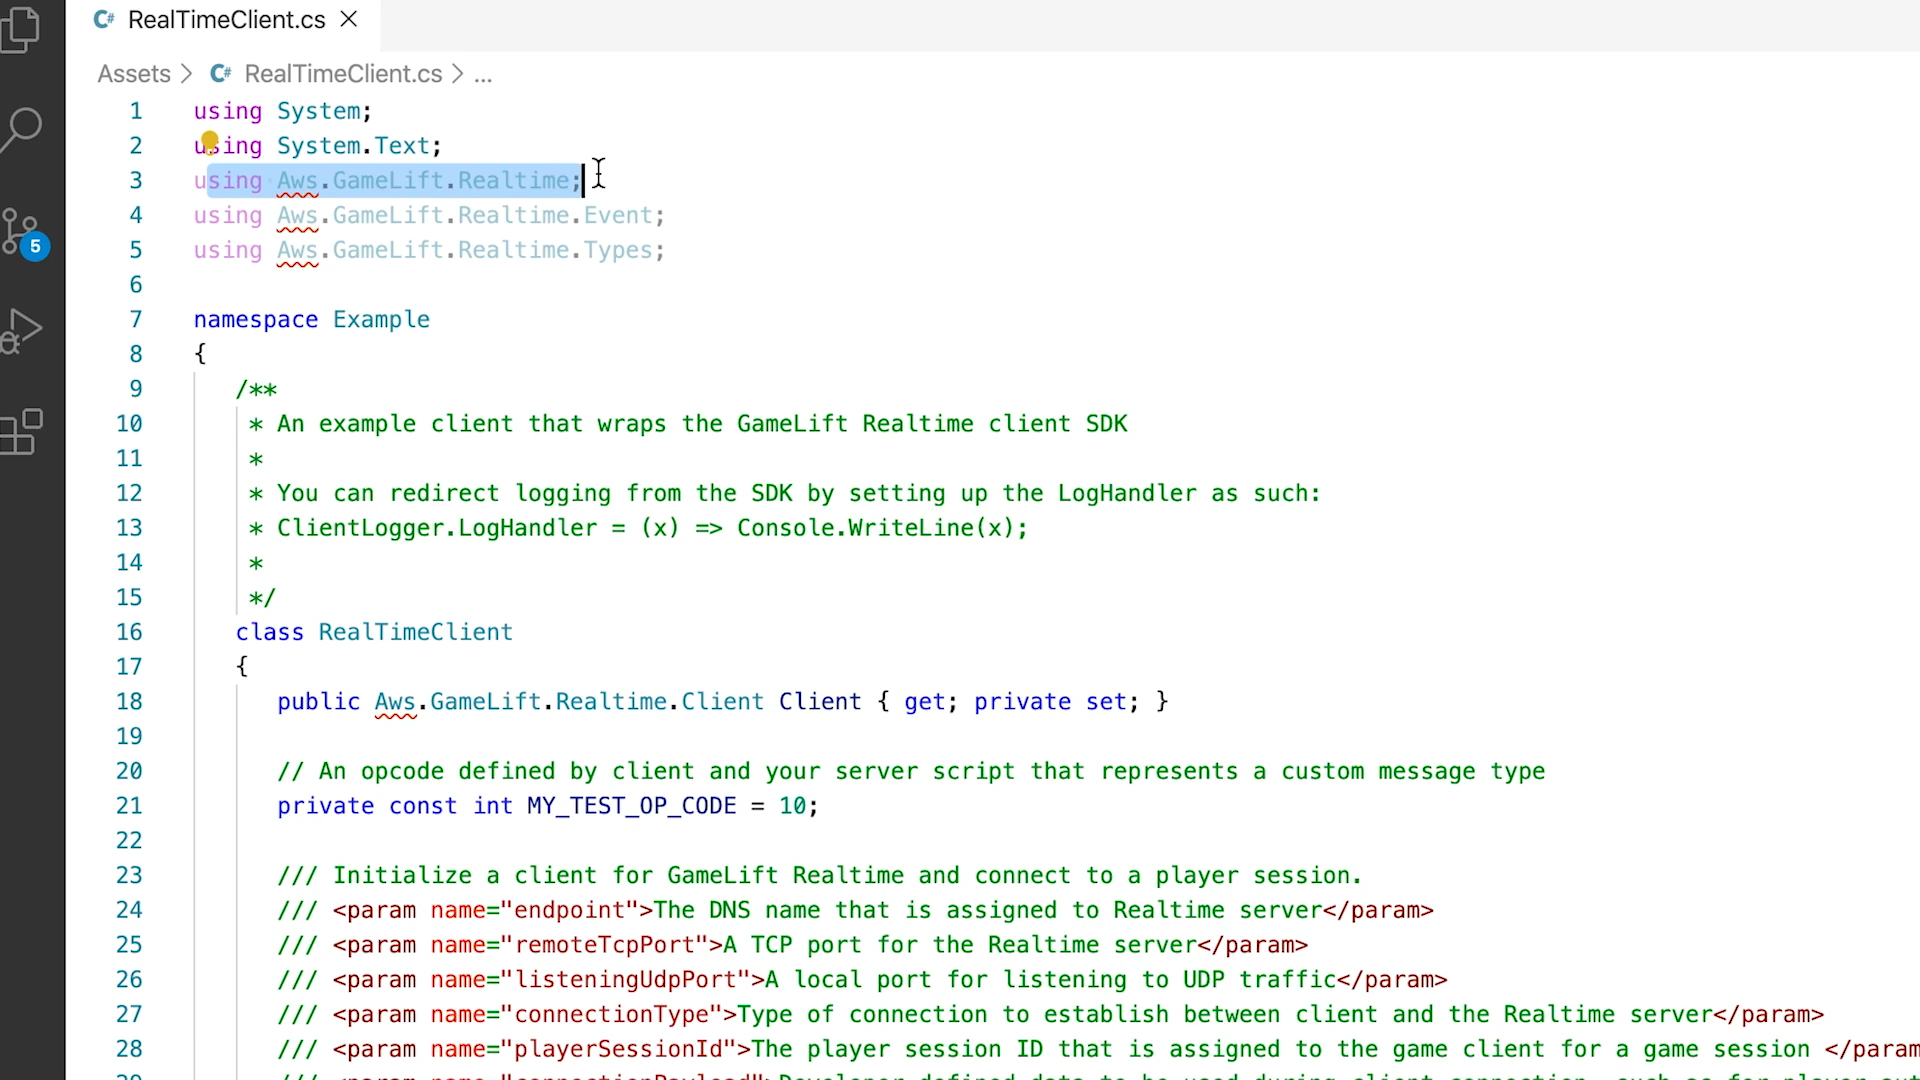 C# RealTimeClient.cs ×
Assets > C# RealTimeClient.cs > ...
1 using System;
2 using System.Text;
3 using Aws.GameLift.Realtime;
4 using Aws.GameLift.Realtime.Event;
5 using Aws.GameLift.Realtime.Types;
6
7 namespace Example
8 {
9 /**
10 * An example client that wraps the GameLift Realtime client SDK
11 *
12 * You can redirect logging from the SDK by setting up the LogHandler as such:
13 * ClientLogger.LogHandler = (x) => Console.WriteLine(x);
14 *
15 */
16 class RealTimeClient
17 {
18 public Aws.GameLift.Realtime.Client Client { get; private set; }
19
20 // An opcode defined by client and your server script that represents a custom message type
21 private const int MY_TEST_OP_CODE = 10;
22
23 /// Initialize a client for GameLift Realtime and connect to a player session.
24 /// <param name="endpoint">The DNS name that is assigned to Realtime server</param>
25 /// <param name="remoteTcpPort">A TCP port for the Realtime server</param>
26 /// <param name="listeningUdpPort">A local port for listening to UDP traffic</param>
27 /// <param name="connectionType">Type of connection to establish between client and the Realtime server</param>
28 /// <param name="playerSessionId">The player session ID that is assigned to the game client for a game session </param
5